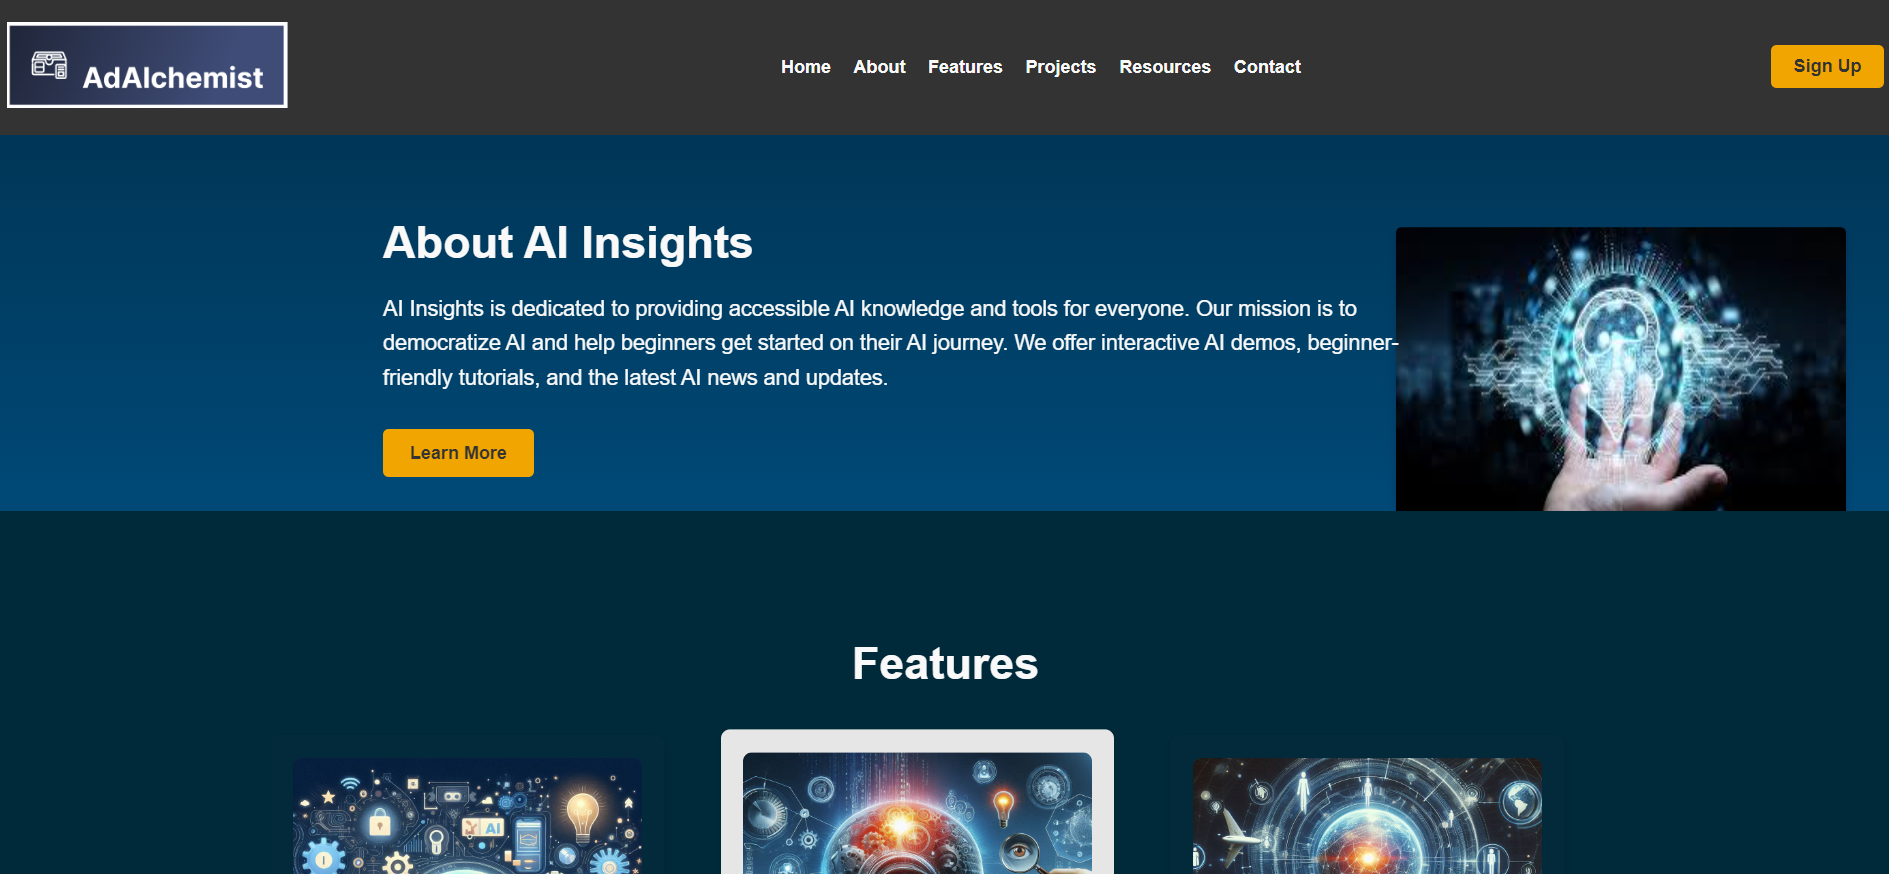 AdAlchemist
Home About Features Projects Resources Contact
Sign Up
About AI Insights
AI Insights is dedicated to providing accessible AI knowledge and tools for everyone. Our mission is to
democratize AI and help beginners get started on their AI journey. We offer interactive AI demos, beginner-
friendly tutorials, and the latest AI news and updates.
Learn More
Features
AI